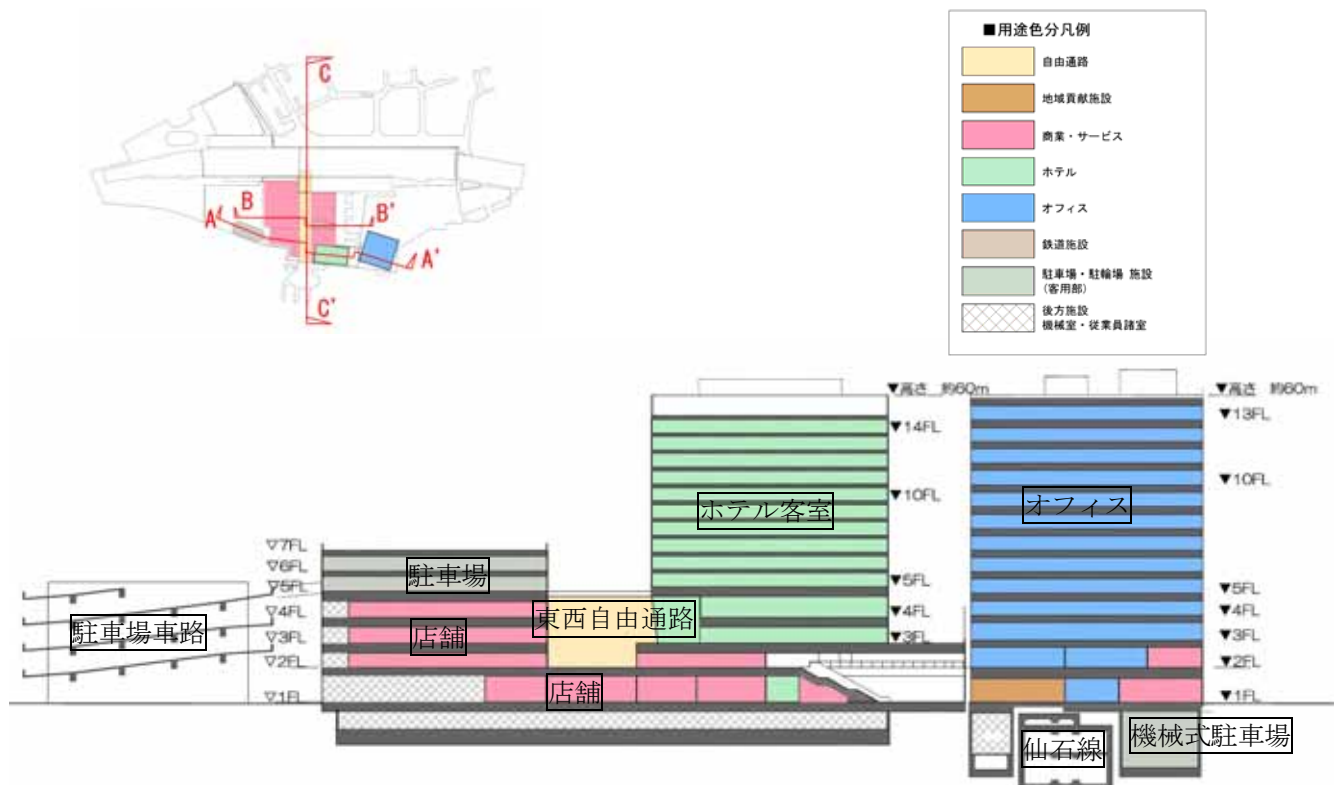 ■用途色分凡例
自由通路
地域貢献施設
商業・サービス
ホテル
オフィス
鉄道施設
駐車場・駐輪場 施設
(客用部)
後方施設
機械室・従業員諸室
C
B
A
B'
A'
C'
▼高さ 約60m
▼14FL
▼10FL
▼5FL
▼4FL
▼3FL
▼高さ 約60m
▼13FL
▼10FL
▼5FL
▼4FL
▼3FL
▼2FL
▼1FL
▽7FL
▽6FL
▽5FL
▽4FL
▽3FL
▽2FL
▽1FL
ホテル客室
オフィス
駐車場
東西自由通路
駐車場車路
店舗
店舗
仙石線
機械式駐車場